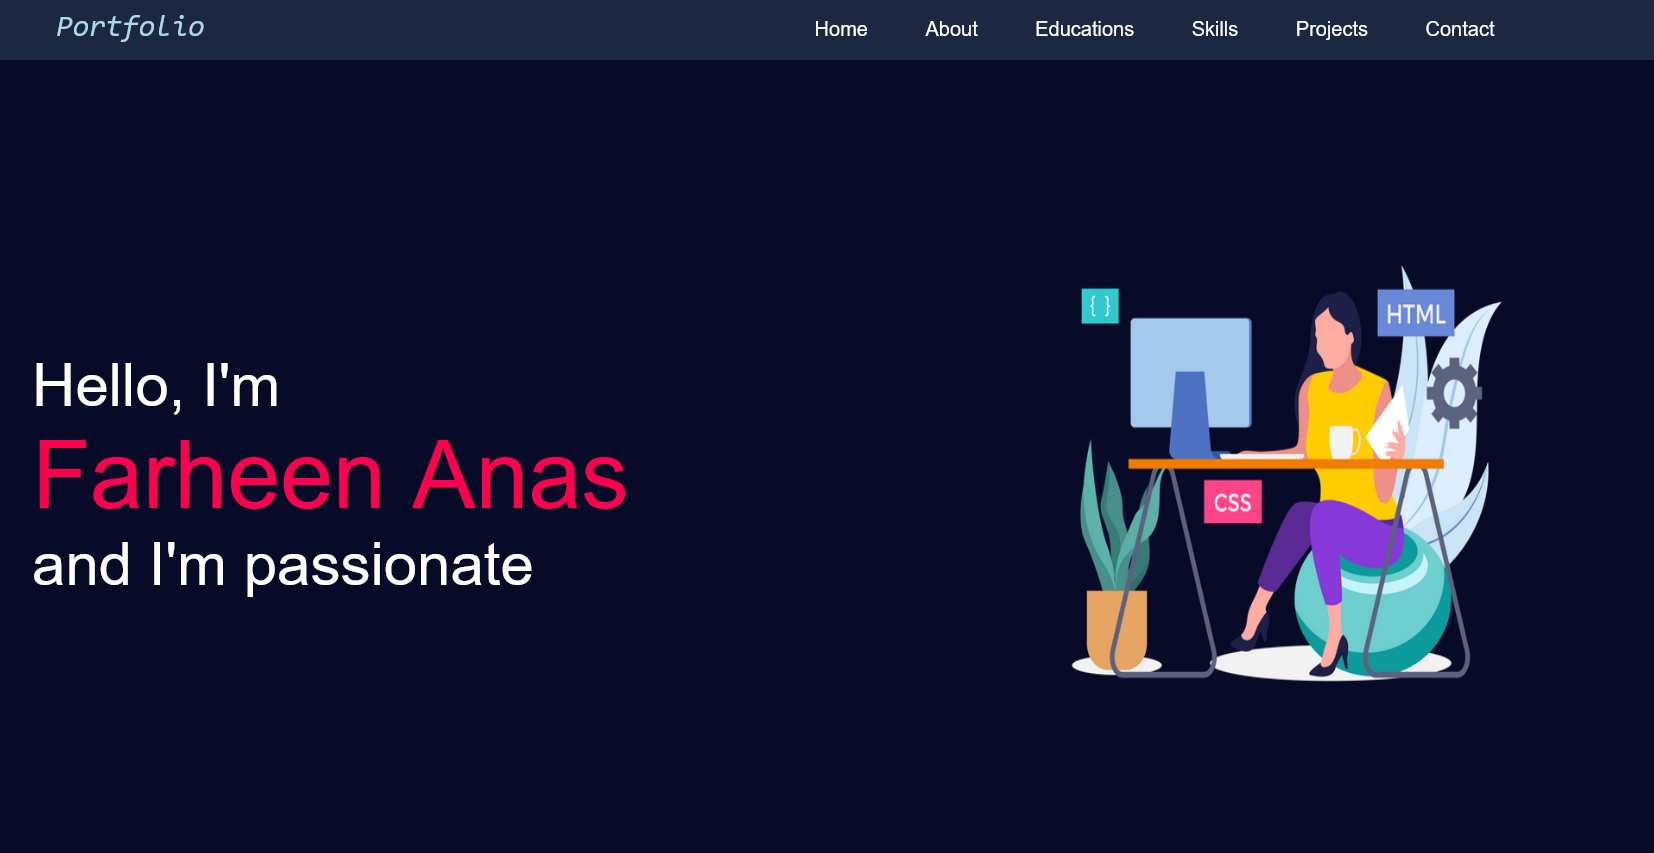 Portfolio
Home About Educations Skills Projects Contact
{ }
HTML
Hello, I'm
Farheen Anas
CSS
and I'm passionate